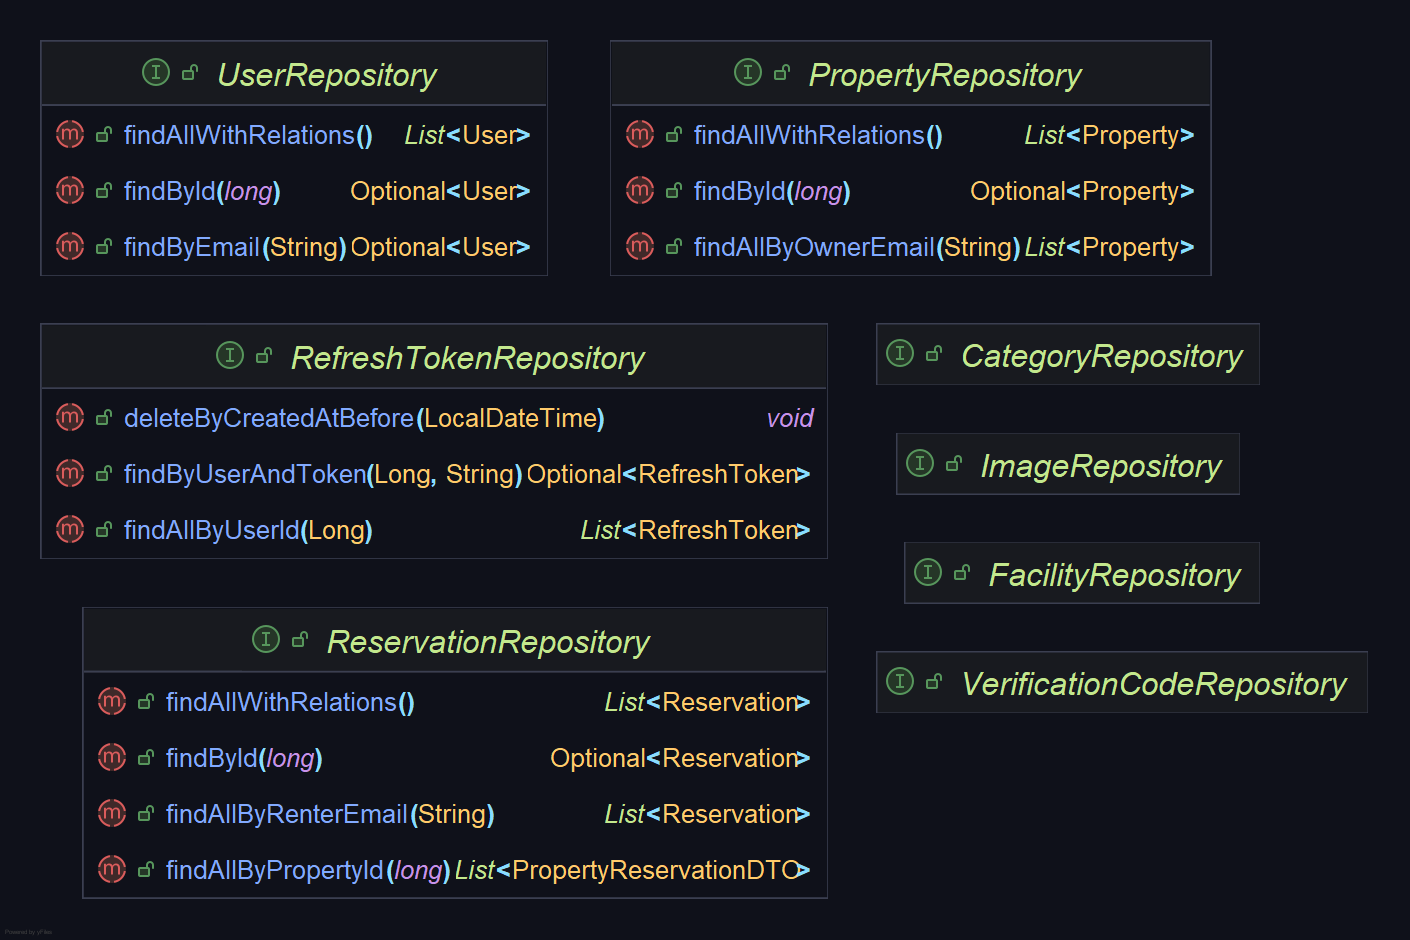 UserRepository
findAllWithRelations() List<User>
findById(long) Optional<User>
findByEmail(String) Optional<User>
PropertyRepository
findAllWithRelations() List<Property>
findById(long) Optional<Property>
findAllByOwnerEmail(String) List<Property>
RefreshTokenRepository
deleteByCreatedAtBefore(LocalDateTime) void
findByUserAndToken(Long, String) Optional<RefreshToken>
findAllByUserId(Long) List<RefreshToken>
CategoryRepository
ImageRepository
FacilityRepository
VerificationCodeRepository
ReservationRepository
findAllWithRelations() List<Reservation>
findById(long) Optional<Reservation>
findAllByRenterEmail(String) List<Reservation>
findAllByPropertyId(long) List<PropertyReservationDTO>
Powered by yFiles